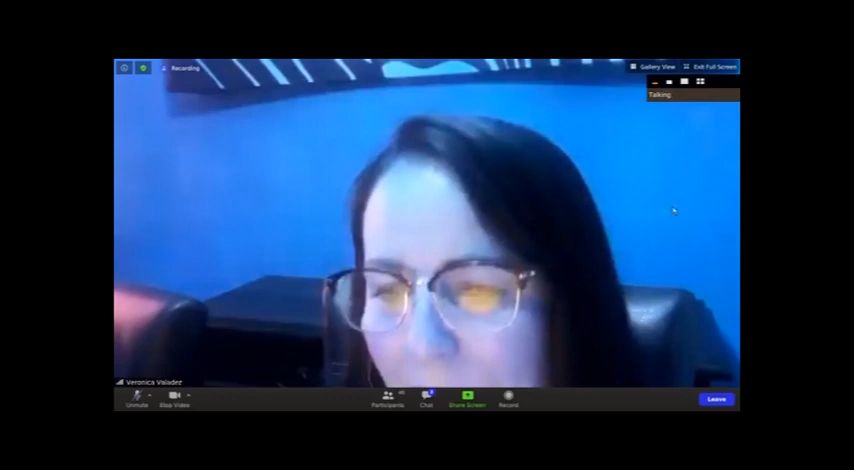 Recording
Gallery View
Exit Full Screen
Talking:
Veronica Valadez
Unmute
Stop Video
Participants
Chat
Share Screen
Record
Leave